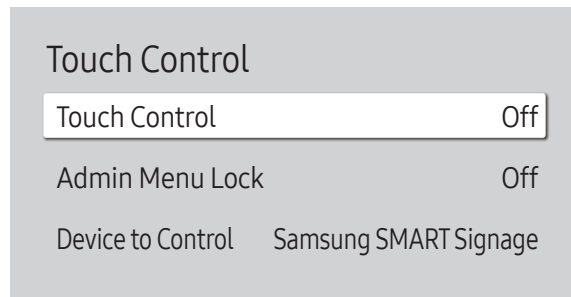 Touch Control
Touch Control Off
Admin Menu Lock Off
Device to Control Samsung SMART Signage